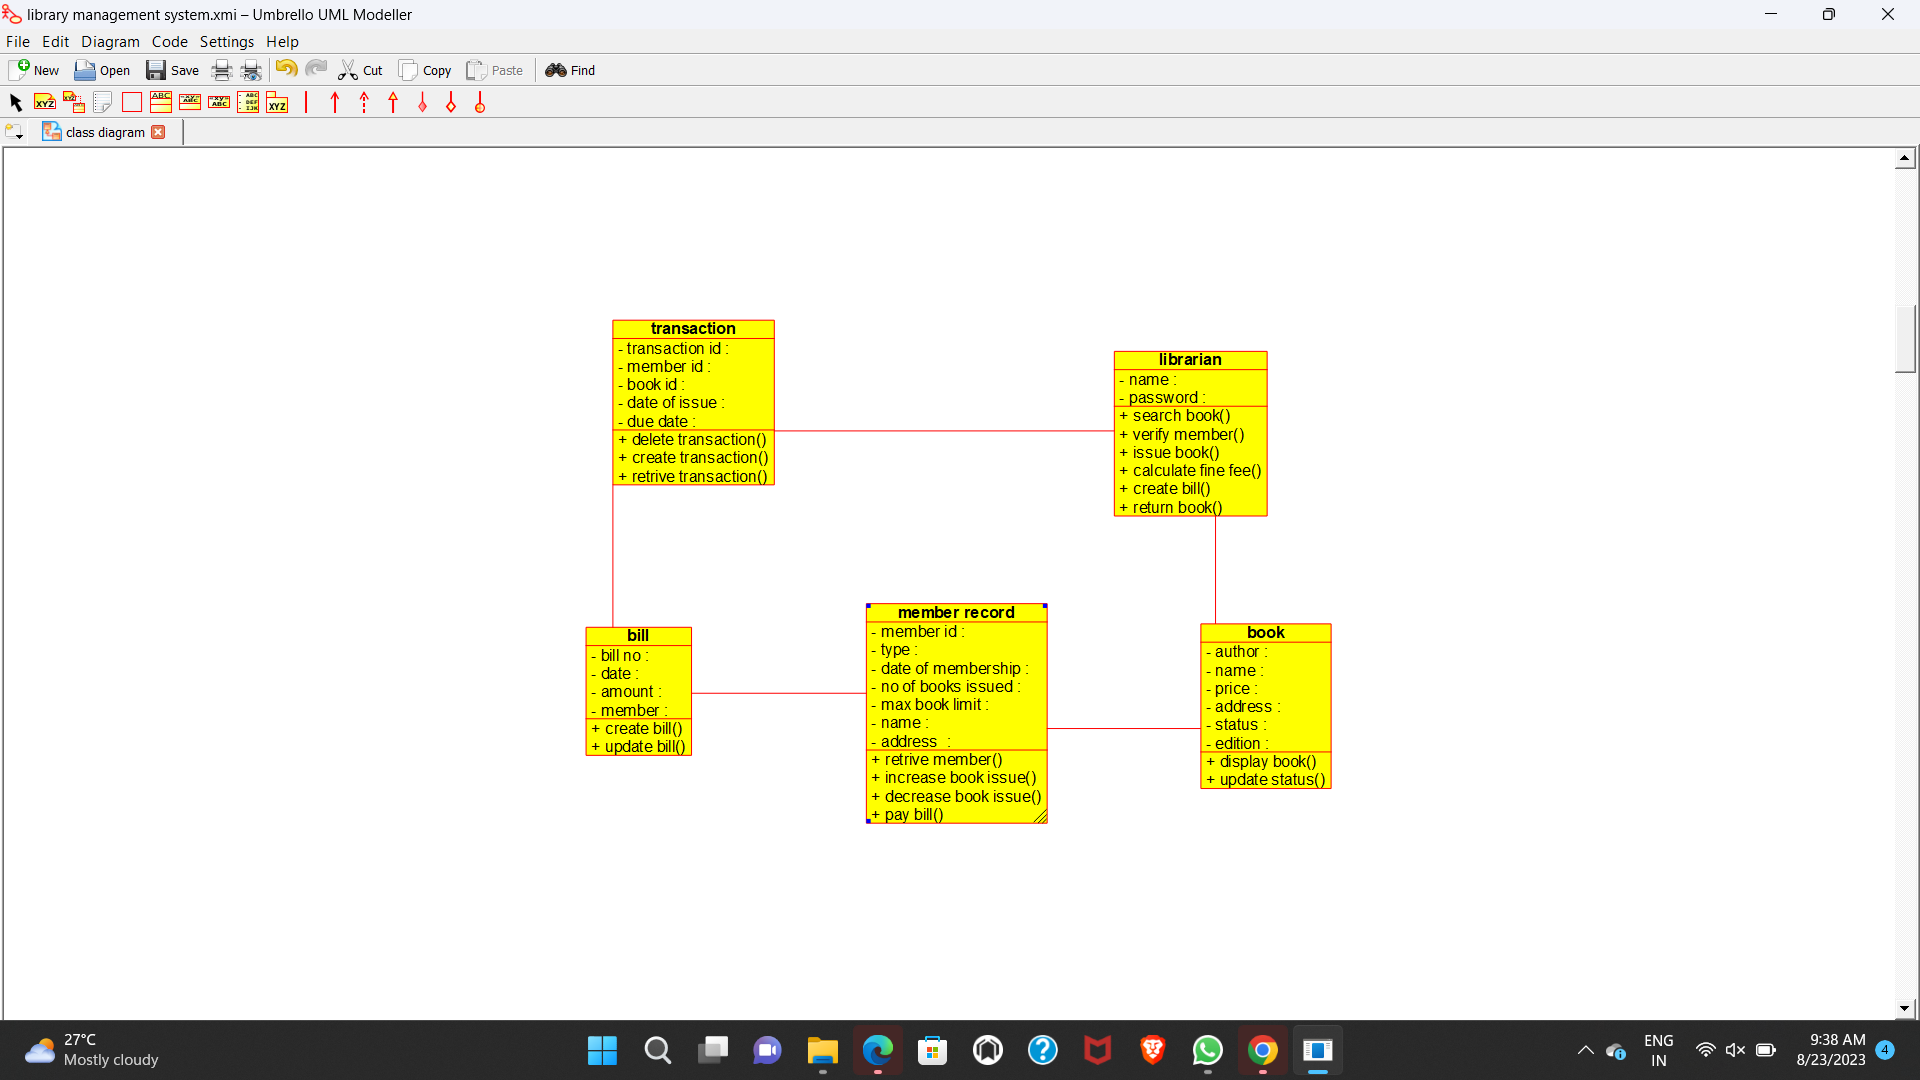 library management system.xmi – Umbrello UML Modeller
File Edit Diagram Code Settings Help
New Open Save Cut Copy Paste Find
class diagram
transaction
- transaction id :
- member id :
- book id :
- date of issue :
- due date :
+ delete transaction()
+ create transaction()
+ retrive transaction()
librarian
- name :
- password :
+ search book()
+ verify member()
+ issue book()
+ calculate fine fee()
+ create bill()
+ return book()
bill
- bill no :
- date :
- amount :
- member :
+ create bill()
+ update bill()
member record
- member id :
- type :
- date of membership :
- no of books issued :
- max book limit :
- name :
- address  :
+ retrive member()
+ increase book issue()
+ decrease book issue()
+ pay bill()
book
- author :
- name :
- price :
- address :
- status :
- edition :
+ display book()
+ update status()
27°C
Mostly cloudy
ENG
IN
9:38 AM
8/23/2023
4